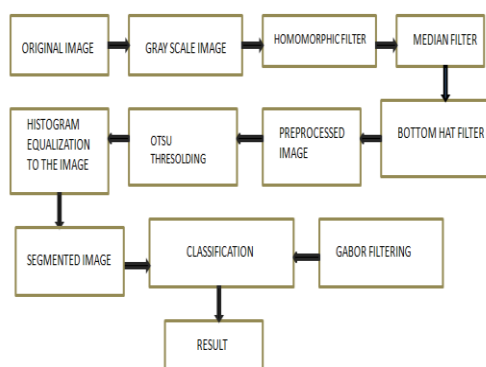 ORIGINAL IMAGE
GRAY SCALE IMAGE
HOMOMORPHIC FILTER
MEDIAN FILTER
HISTOGRAM
EQUALIZATION
TO THE IMAGE
OTSU
THRESOLDING
PREPROCESSED
IMAGE
BOTTOM HAT FILTER
SEGMENTED IMAGE
CLASSIFICATION
GABOR FILTERING
RESULT